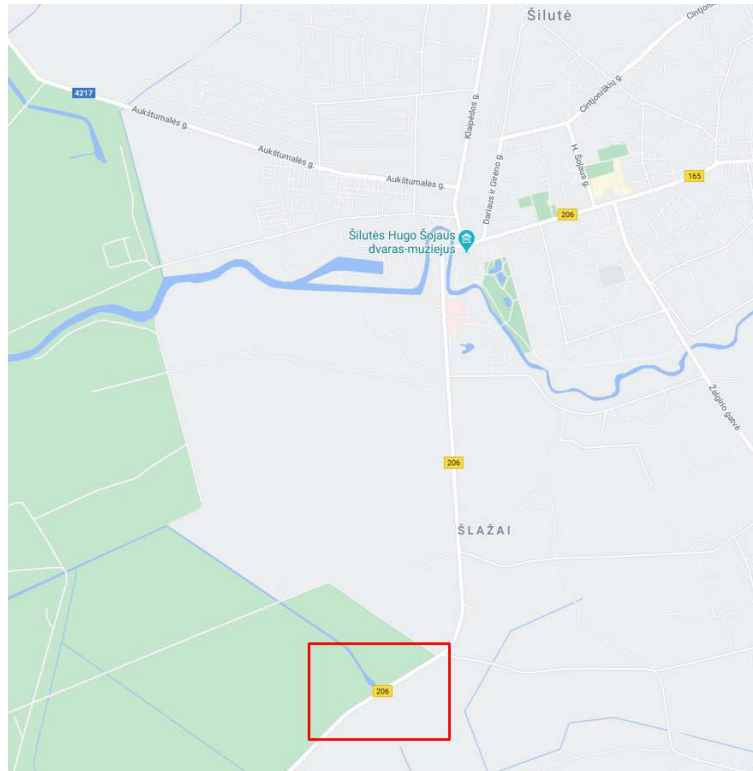 Šilutė
Cintjoniškių g.
4217
Aukštumalės g.
Klaipėdos g.
Cintjoniškių g.
Aukštumalės g.
H. Šojaus g.
Aukštumalės g.
Dariaus ir Girėno g.
165
206
Šilutės Hugo Šojaus
dvaras-muziejus
Žalgirio gatvė
206
ŠLAŽAI
206